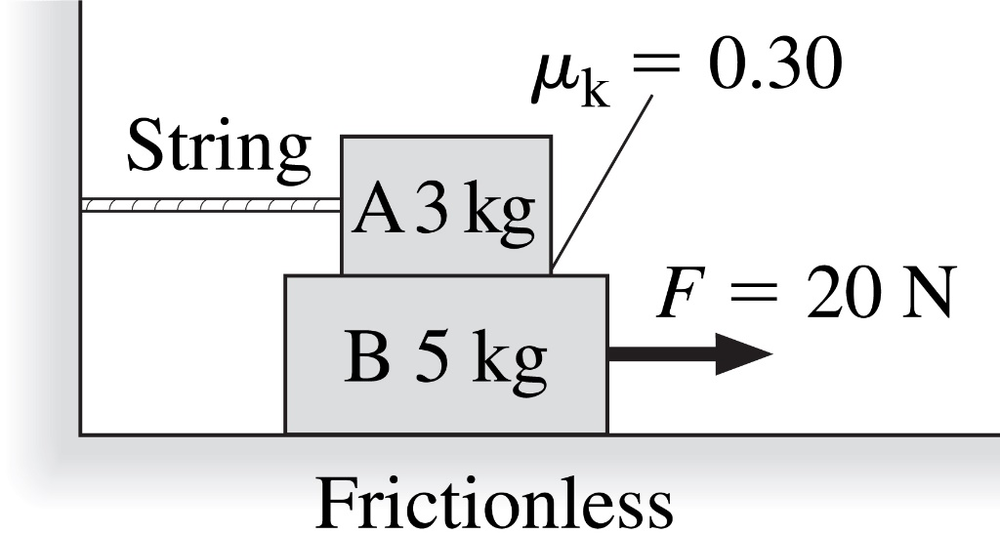 μk = 0.30
String
A 3 kg
F = 20 N
B 5 kg
Frictionless